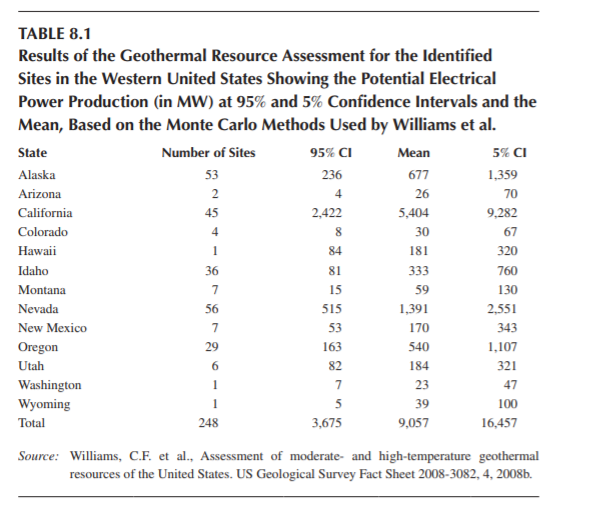 TABLE 8.1
Results of the Geothermal Resource Assessment for the Identified
Sites in the Western United States Showing the Potential Electrical
Power Production (in MW) at 95% and 5% Confidence Intervals and the
Mean, Based on the Monte Carlo Methods Used by Williams et al.
State Number of Sites 95% CI Mean 5% CI
Alaska 53 236 677 1,359
Arizona 2 4 26 70
California 45 2,422 5,404 9,282
Colorado 4 8 30 67
Hawaii 1 84 181 320
Idaho 36 81 333 760
Montana 7 15 59 130
Nevada 56 515 1,391 2,551
New Mexico 7 53 170 343
Oregon 29 163 540 1,107
Utah 6 82 184 321
Washington 1 7 23 47
Wyoming 1 5 39 100
Total 248 3,675 9,057 16,457
Source: Williams, C.F. et al., Assessment of moderate- and high-temperature geothermal
resources of the United States. US Geological Survey Fact Sheet 2008-3082, 4, 2008b.